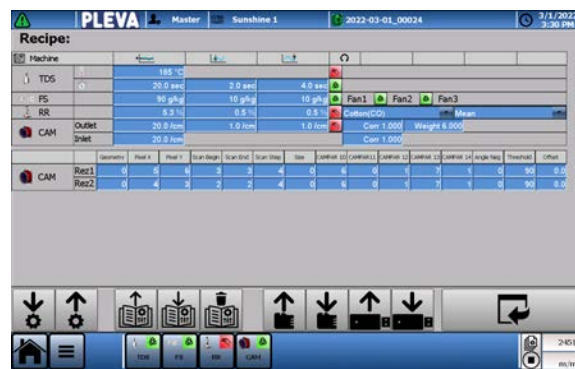 PLEVA Master Sunshine 1 2022-03-01_00024 3/1/2022 3:30 PM
Recipe:
Machine
TDS 185 °C
20.0 sec 2.0 sec 4.0 sec
FS 90 g/kg 10 g/kg 10 g/kg Fan1 Fan2 Fan3
RR 5.3 % 0.5 % 0.5 % Cotton(CO) Mean
CAM Outlet 20.0 /cm 1.0 /cm 1.0 /cm Corr 1.000 Weight 6.000
Inlet 20.0 /cm Corr 1.000
Geometry Pixel X Pixel Y Scan Begin Scan End Scan Step Size CAMPAR 10 CAMPAR11 CAMPAR 12 CAMPAR 13 CAMPAR 14 Angle Neg Threshold Offset
CAM Rez1 0 5 6 3 3 4 0 6 0 1 7 1 0 90 0.0
Rez2 0 4 3 2 2 4 0 6 0 1 7 1 0 90 0.0
TDS FS RR CAM
2451
m/m